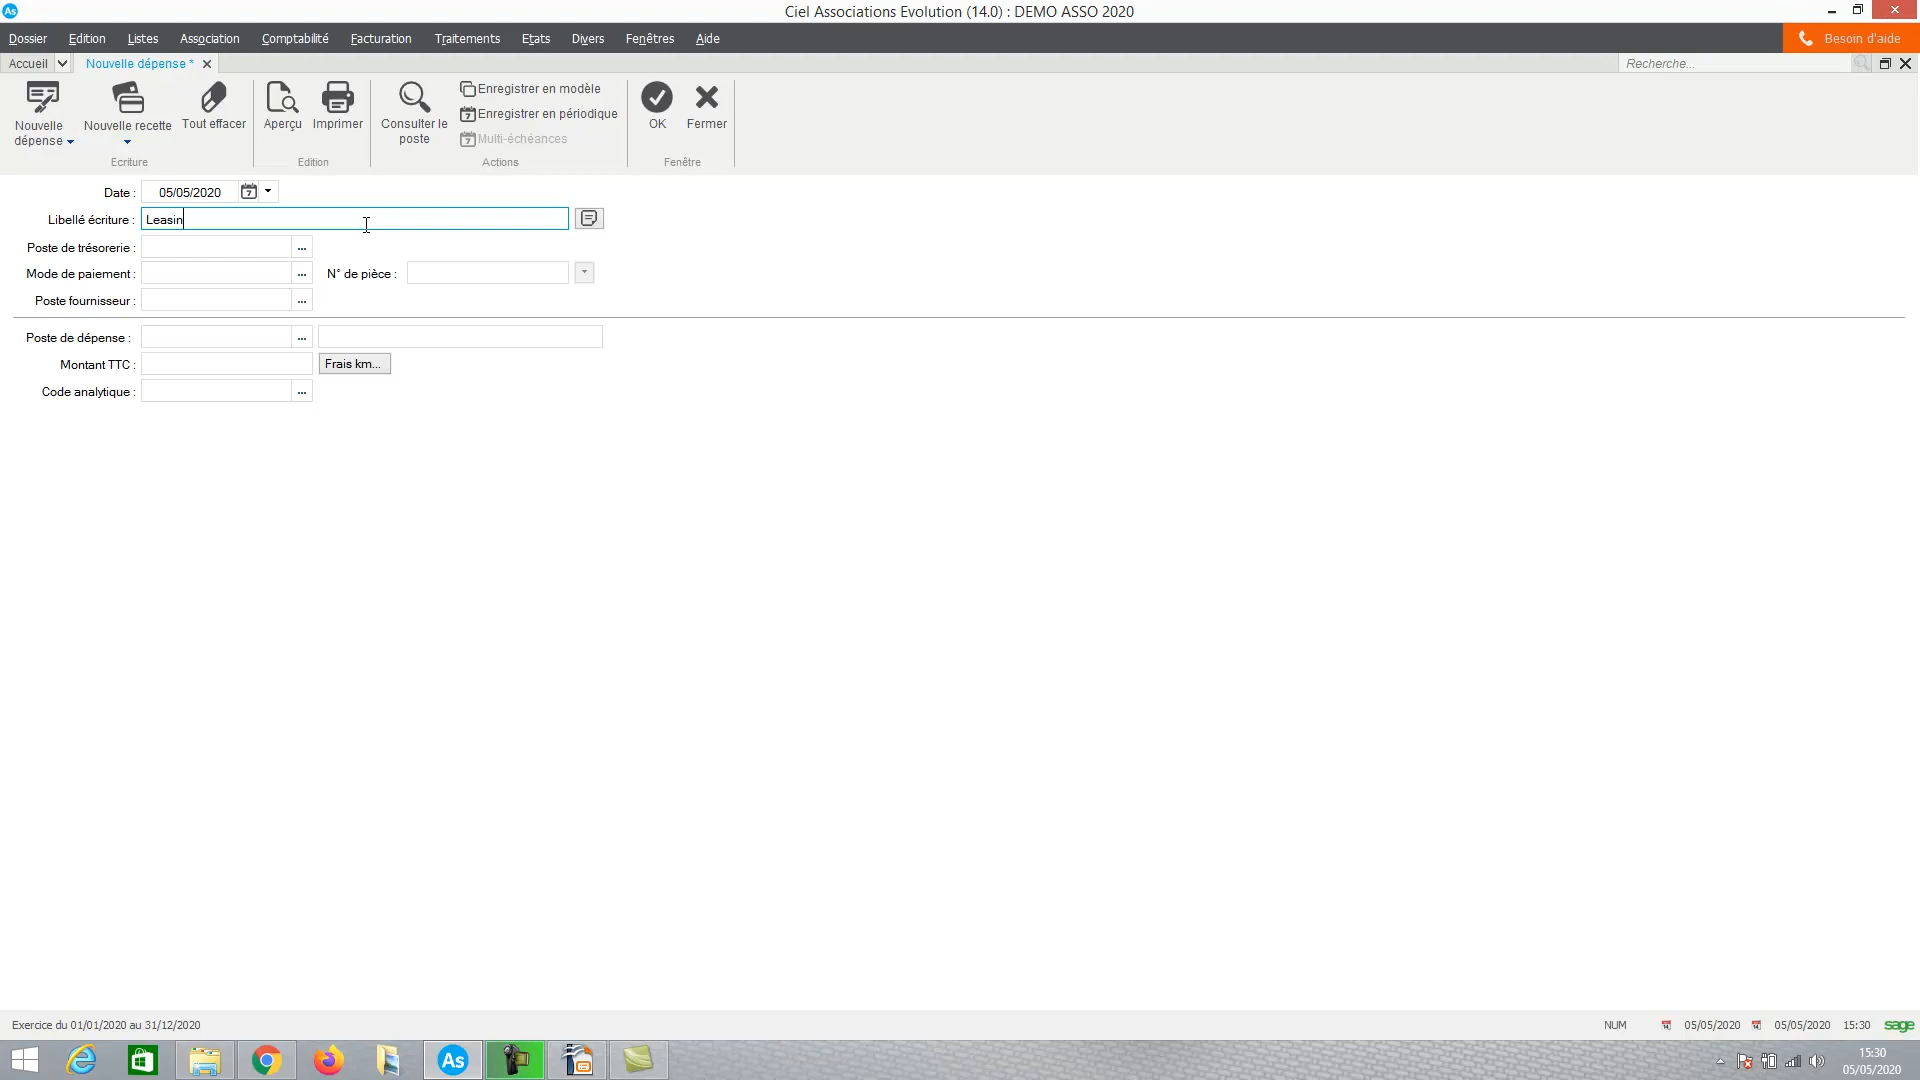 As
Ciel Associations Evolution (14.0) : DEMO ASSO 2020
Dossier Edition Listes Association Comptabilité Facturation Traitements Etats Divers Fenêtres Aide
Besoin d'aide
Accueil
Nouvelle dépense *
Recherche...
Nouvelle dépense
Nouvelle recette
Tout effacer
Aperçu
Imprimer
Consulter le poste
Enregistrer en modèle
7 Enregistrer en périodique
7 Multi-échéances
OK
Fermer
Ecriture
Edition
Actions
Fenêtre
Date : 05/05/2020 7
Libellé écriture : Leasin
Poste de trésorerie : ...
Mode de paiement : ... N° de pièce :
Poste fournisseur : ...
Poste de dépense : ...
Montant TTC : Frais km...
Code analytique : ...
Exercice du 01/01/2020 au 31/12/2020
NUM 05/05/2020 05/05/2020 15:30 sage
As
15:30
05/05/2020